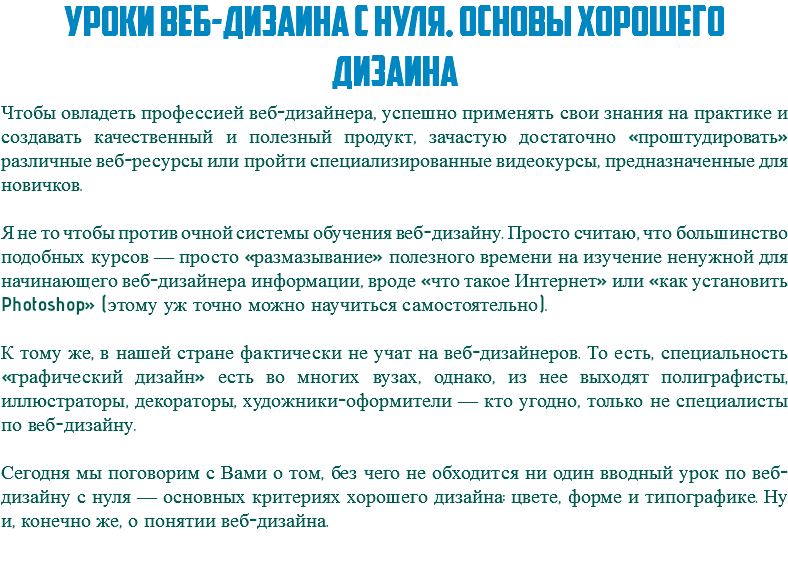 УРОКИ ВЕБ-ДИЗАИНА С НУЛЯ. ОСНОВЫ ХОРОШЕГО
ДИЗАИНА
Чтобы овладеть профессией веб-дизайнера, успешно применять свои знания на практике и
создавать качественный и полезный продукт, зачастую достаточно «проштудировать»
различные веб-ресурсы или пройти специализированные видеокурсы, предназначенные для
новичков.
Я не то чтобы против очной системы обучения веб-дизайну. Просто считаю, что большинство
подобных курсов — просто «размазывание» полезного времени на изучение ненужной для
начинающего веб-дизайнера информации, вроде «что такое Интернет» или «как установить
Photoshop» (этому уж точно можно научиться самостоятельно).
К тому же, в нашей стране фактически не учат на веб-дизайнеров. То есть, специальность
«графический дизайн» есть во многих вузах, однако, из нее выходят полиграфисты,
иллюстраторы, декораторы, художники-оформители — кто угодно, только не специалисты
по веб-дизайну.
Сегодня мы поговорим с Вами о том, без чего не обходится ни один вводный урок по веб-
дизайну с нуля — основных критериях хорошего дизайна: цвете, форме и типографике. Ну
и, конечно же, о понятии веб-дизайна.